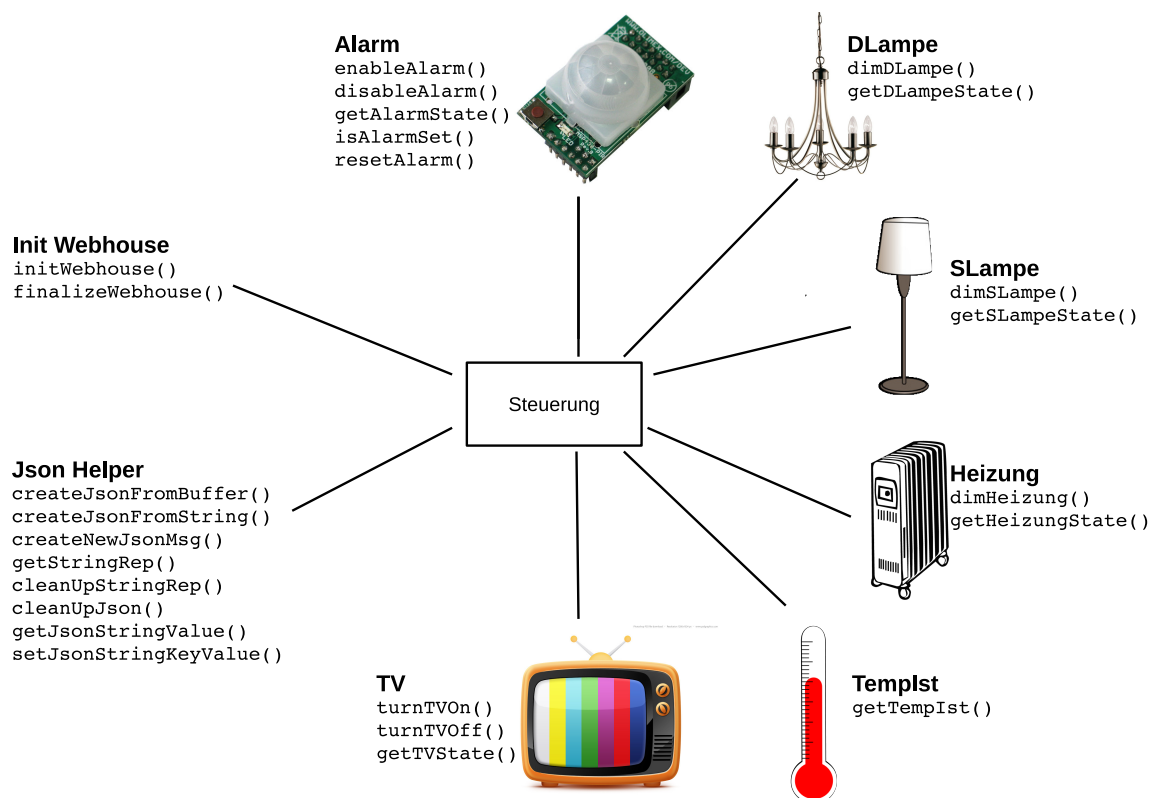 Alarm
enableAlarm()
disableAlarm()
getAlarmState()
isAlarmSet()
resetAlarm()
DLampe
dimDLampe()
getDLampeState()
Init Webhouse
initWebhouse()
finalizeWebhouse()
SLampe
dimSLampe()
getSLampeState()
Steuerung
Json Helper
createJsonFromBuffer()
createJsonFromString()
createNewJsonMsg()
getStringRep()
cleanUpStringRep()
cleanUpJson()
getJsonStringValue()
setJsonStringKeyValue()
Heizung
dimHeizung()
getHeizungState()
TV
turnTVOn()
turnTVOff()
getTVState()
TempIst
getTempIst()